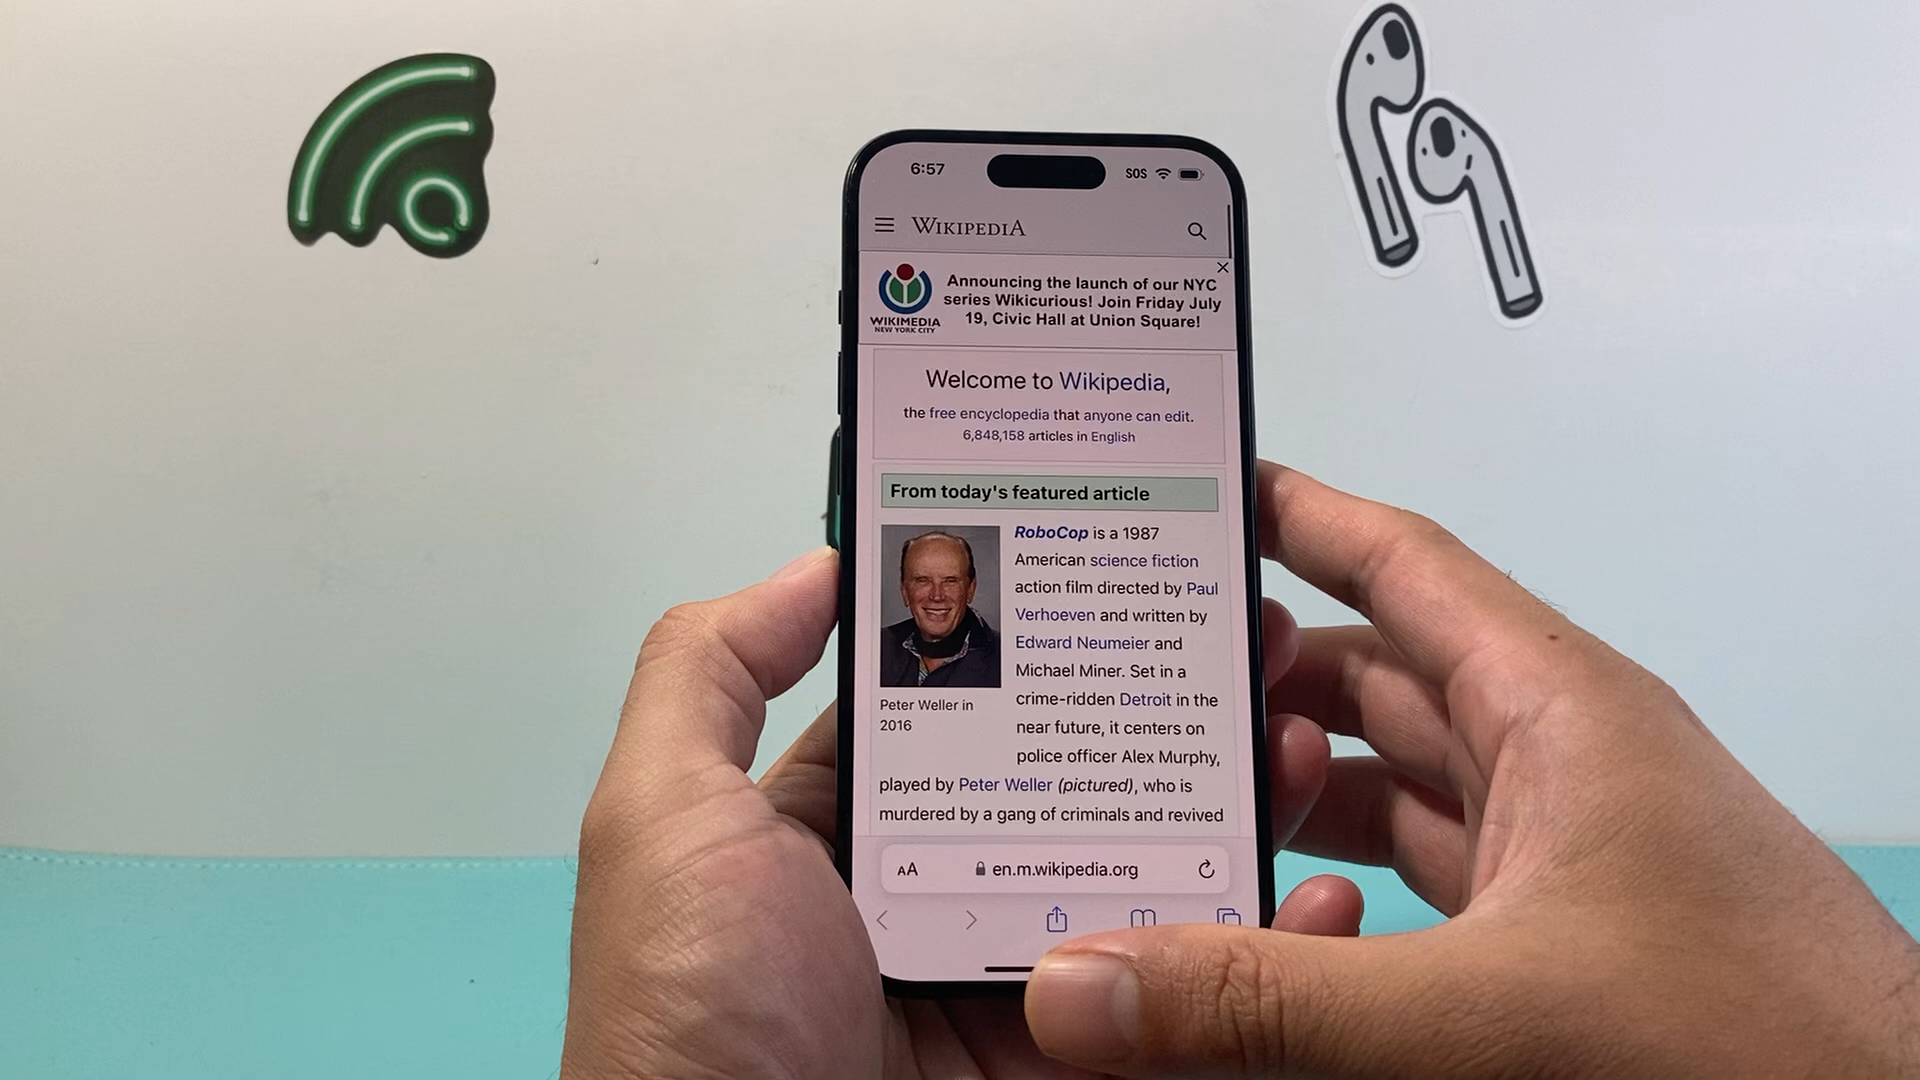 6:57 SOS
WIKIPEDIA
WIKIMEDIA
NEW YORK CITY
Announcing the launch of our NYC
series Wikicurious! Join Friday July
19, Civic Hall at Union Square!
Welcome to Wikipedia,
the free encyclopedia that anyone can edit.
6,848,158 articles in English
From today's featured article
RoboCop is a 1987
American science fiction
action film directed by Paul
Verhoeven and written by
Edward Neumeier and
Michael Miner. Set in a
crime-ridden Detroit in the
near future, it centers on
police officer Alex Murphy,
Peter Weller in
2016
played by Peter Weller (pictured), who is
murdered by a gang of criminals and revived
AA en.m.wikipedia.org